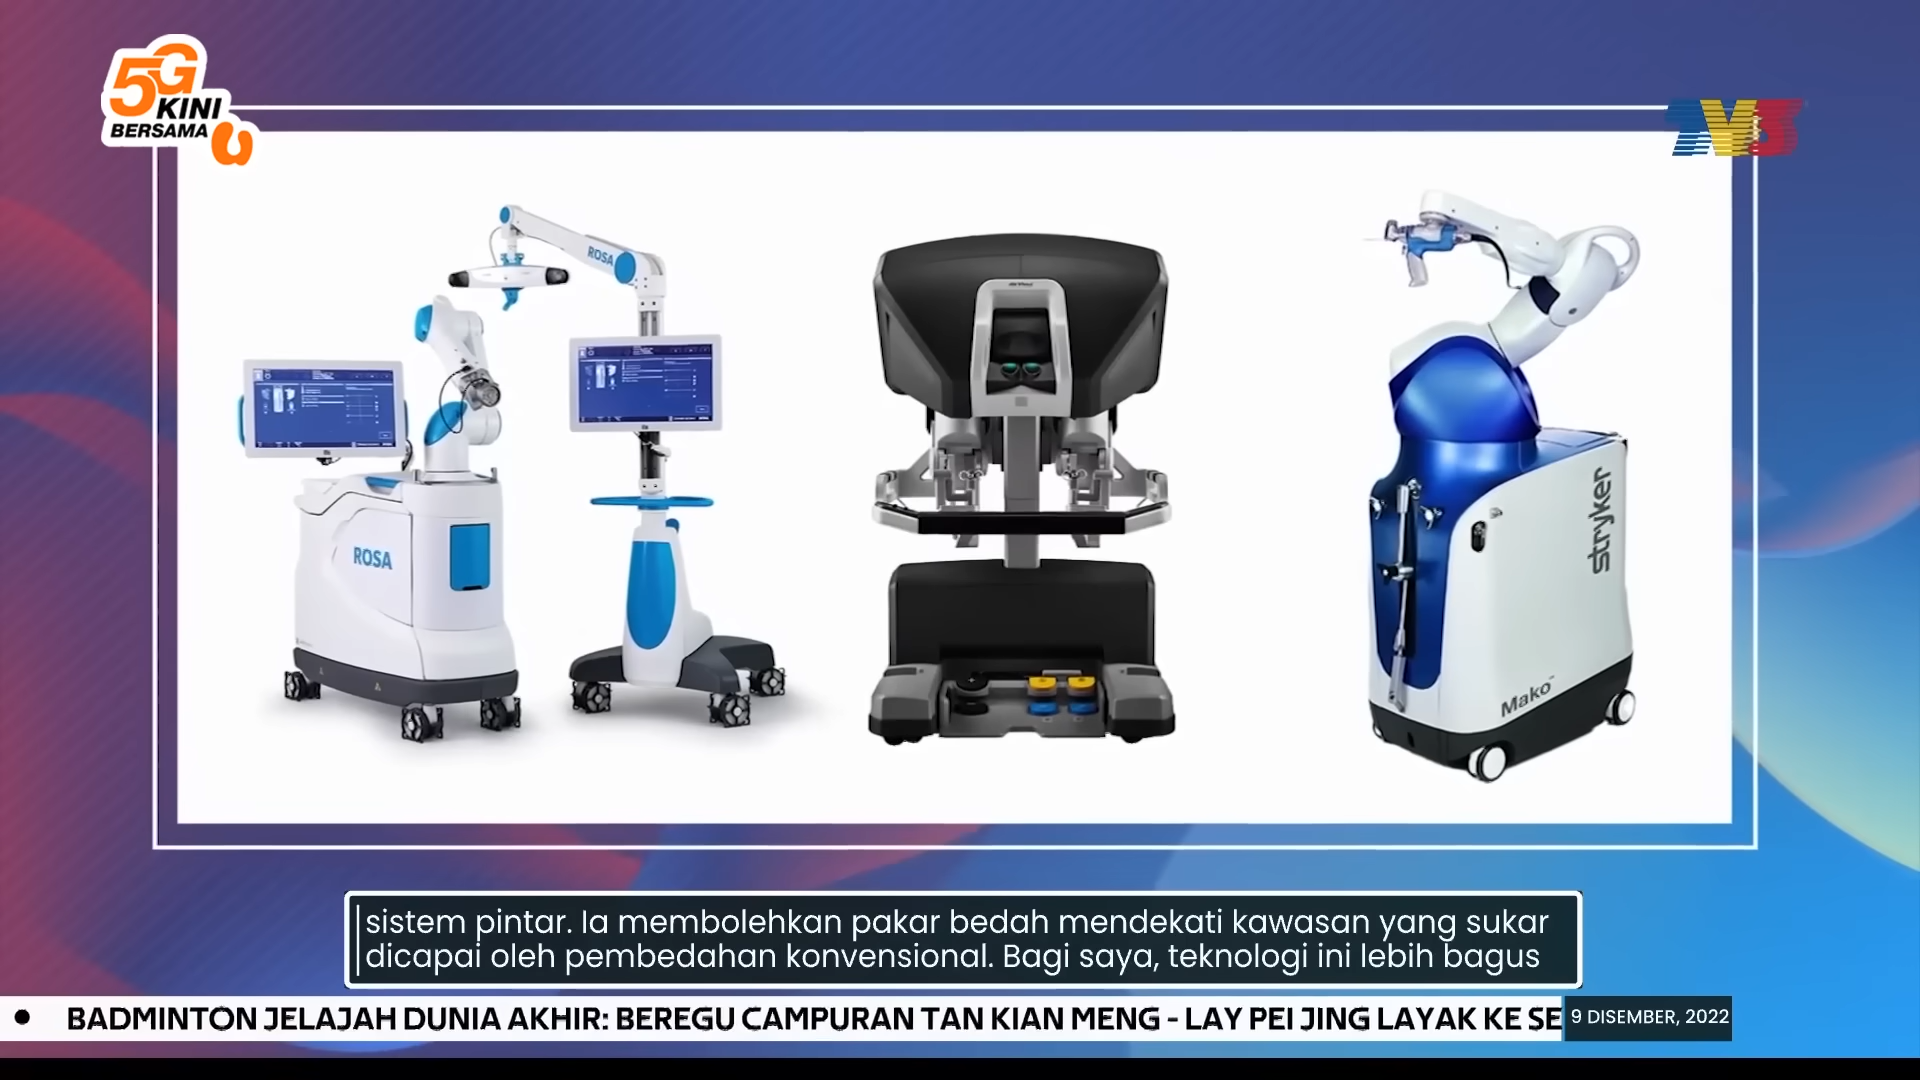 5G
KINI
BERSAMA
TV3
ROSA
ROSA
stryker
Mako
sistem pintar. Ia membolehkan pakar bedah mendekati kawasan yang sukar
dicapai oleh pembedahan konvensional. Bagi saya, teknologi ini lebih bagus
• BADMINTON JELAJAH DUNIA AKHIR: BEREGU CAMPURAN TAN KIAN MENG - LAY PEI JING LAYAK KE SE
9 DISEMBER, 2022